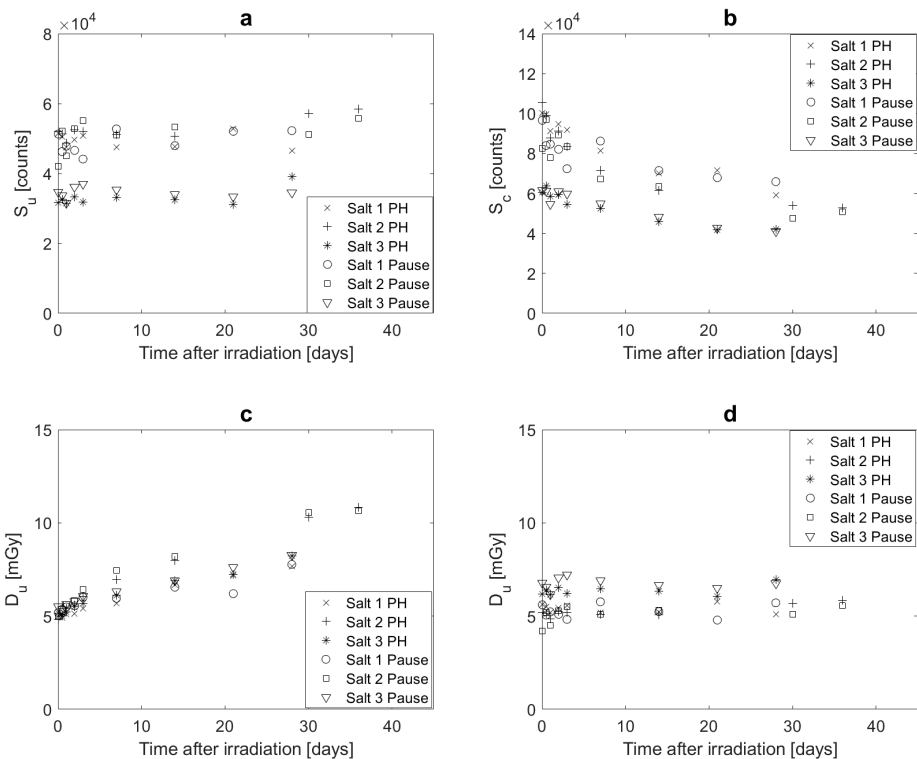 a
× 10⁴
8
6
4
2
0
S_u [counts]
0 10 20 30 40
Time after irradiation [days]
Salt 1 PH
Salt 2 PH
Salt 3 PH
Salt 1 Pause
Salt 2 Pause
Salt 3 Pause
b
× 10⁴
14
12
10
8
6
4
2
0
S_c [counts]
0 10 20 30 40
Time after irradiation [days]
Salt 1 PH
Salt 2 PH
Salt 3 PH
Salt 1 Pause
Salt 2 Pause
Salt 3 Pause
c
15
10
5
0
D_u [mGy]
0 10 20 30 40
Time after irradiation [days]
Salt 1 PH
Salt 2 PH
Salt 3 PH
Salt 1 Pause
Salt 2 Pause
Salt 3 Pause
d
15
10
5
0
D_u [mGy]
0 10 20 30 40
Time after irradiation [days]
Salt 1 PH
Salt 2 PH
Salt 3 PH
Salt 1 Pause
Salt 2 Pause
Salt 3 Pause